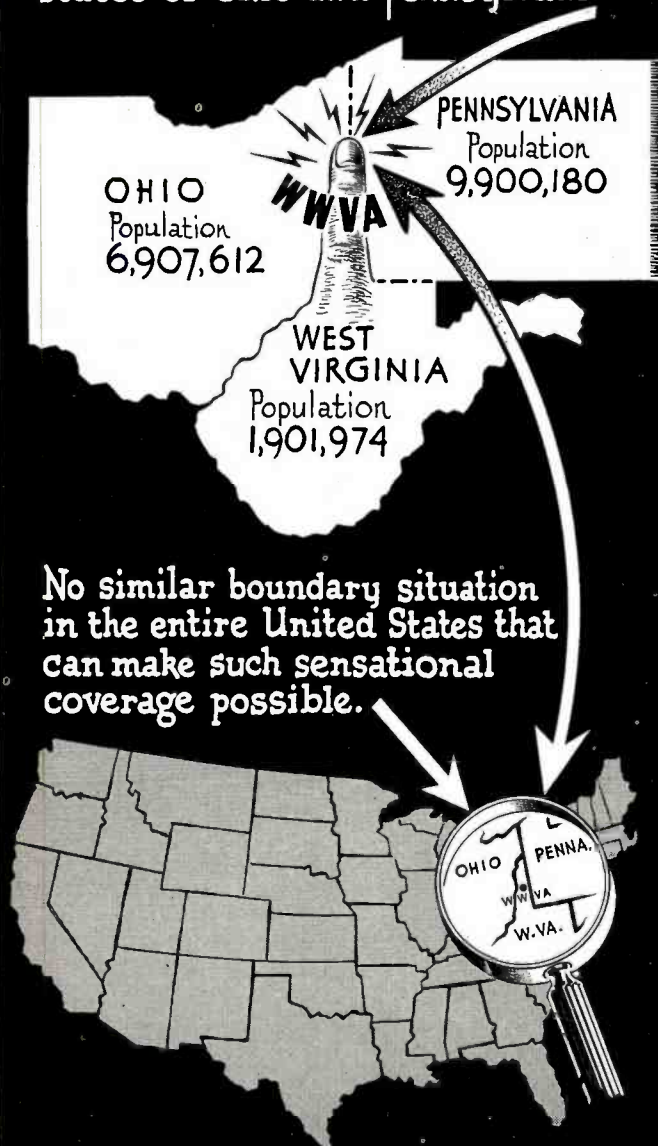 PENNSYLVANIA
Population
9,900,180
OHIO
Population
6,907,612
WWVA
WEST
VIRGINIA
Population
1,901,974
No similar boundary situation
in the entire United States that
can make such sensational
coverage possible.
OHIO
PENNA.
WWVA
W.VA.